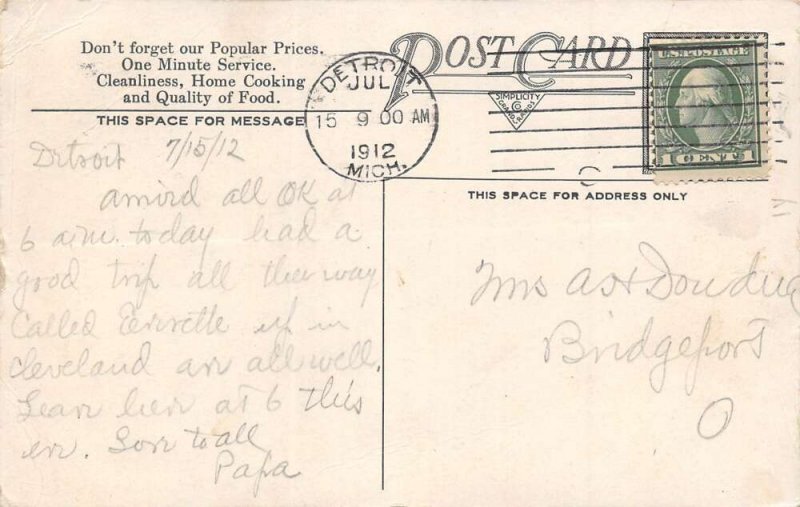 Don't forget our Popular Prices.
One Minute Service.
Cleanliness, Home Cooking
and Quality of Food.
THIS SPACE FOR MESSAGE
POST CARD
SIMPLICITY
CO
DETROIT
JUL
15 9 00 AM
1912
MICH.
U.S. POSTAGE
1 CENT 1
THIS SPACE FOR ADDRESS ONLY
Detroit 7/15/12
arrived all OK at
6 a.m. today had a
good trip all the way
Called up in
Cleveland are all well.
Leave here at 6 this
eve. Love to all
Papa
Mrs
Bridgeport
O